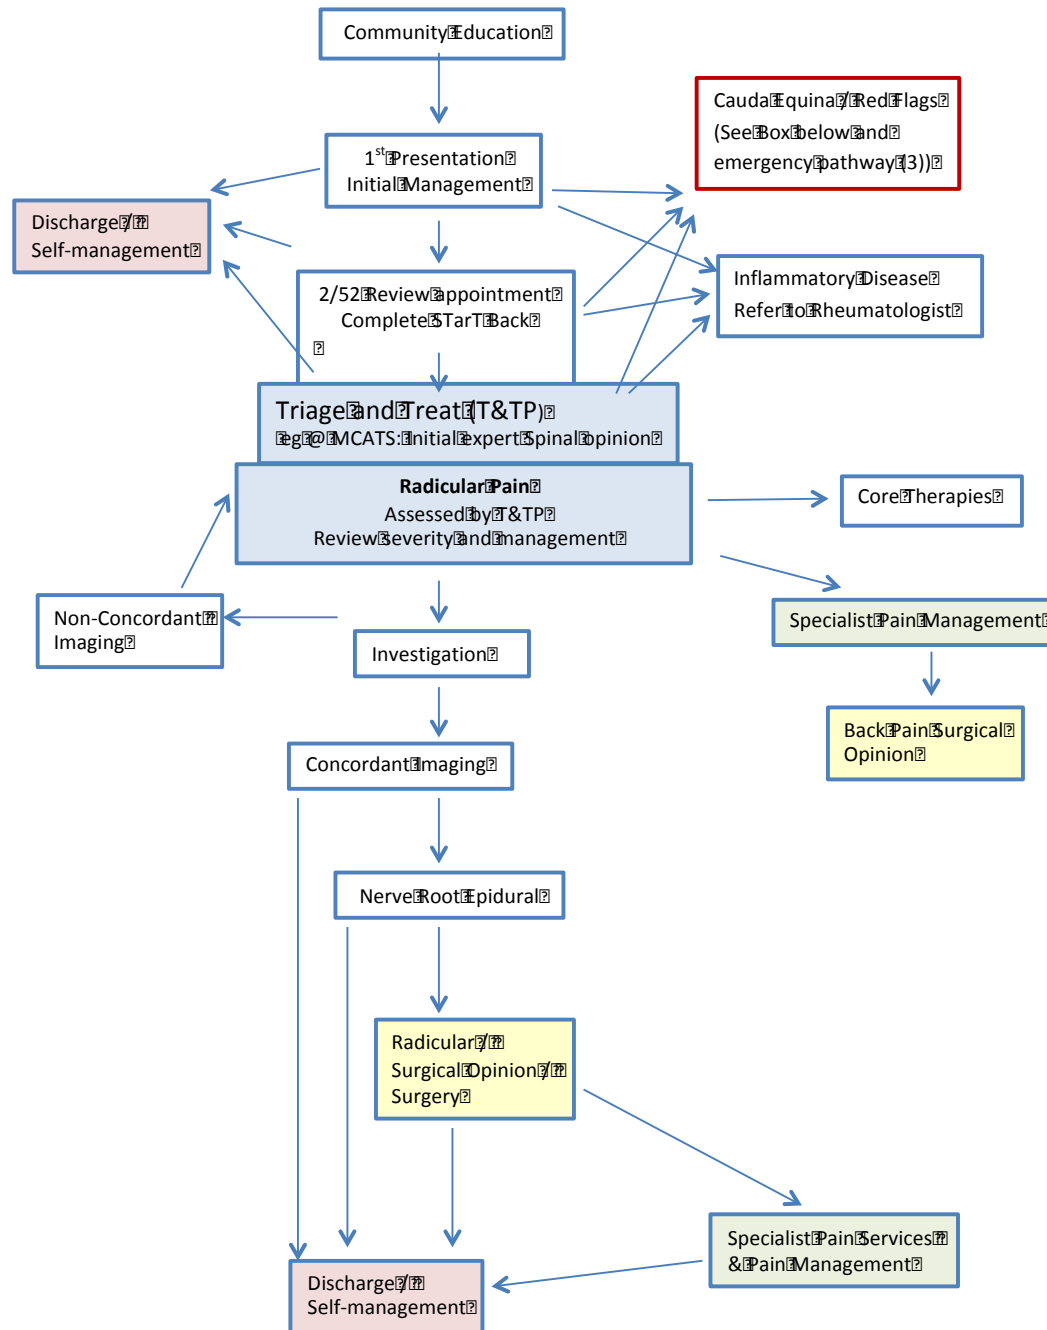 Community Education
Cauda Equina / Red Flags
(See Box below and
emergency pathway (3))
1st Presentation
Initial Management
Discharge /
Self-management
Inflammatory Disease
Refer to Rheumatologist
2/52 Review appointment
Complete STarT Back
Triage and Treat (T&TP)
eg @ MCATS: Initial expert Spinal opinion
Radicular Pain
Assessed by T&TP
Review severity and management
Core Therapies
Non-Concordant
Imaging
Specialist Pain Management
Investigation
Back Pain Surgical
Opinion
Concordant Imaging
Nerve Root Epidural
Radicular /
Surgical Opinion /
Surgery
Specialist Pain Services
& Pain Management
Discharge /
Self-management